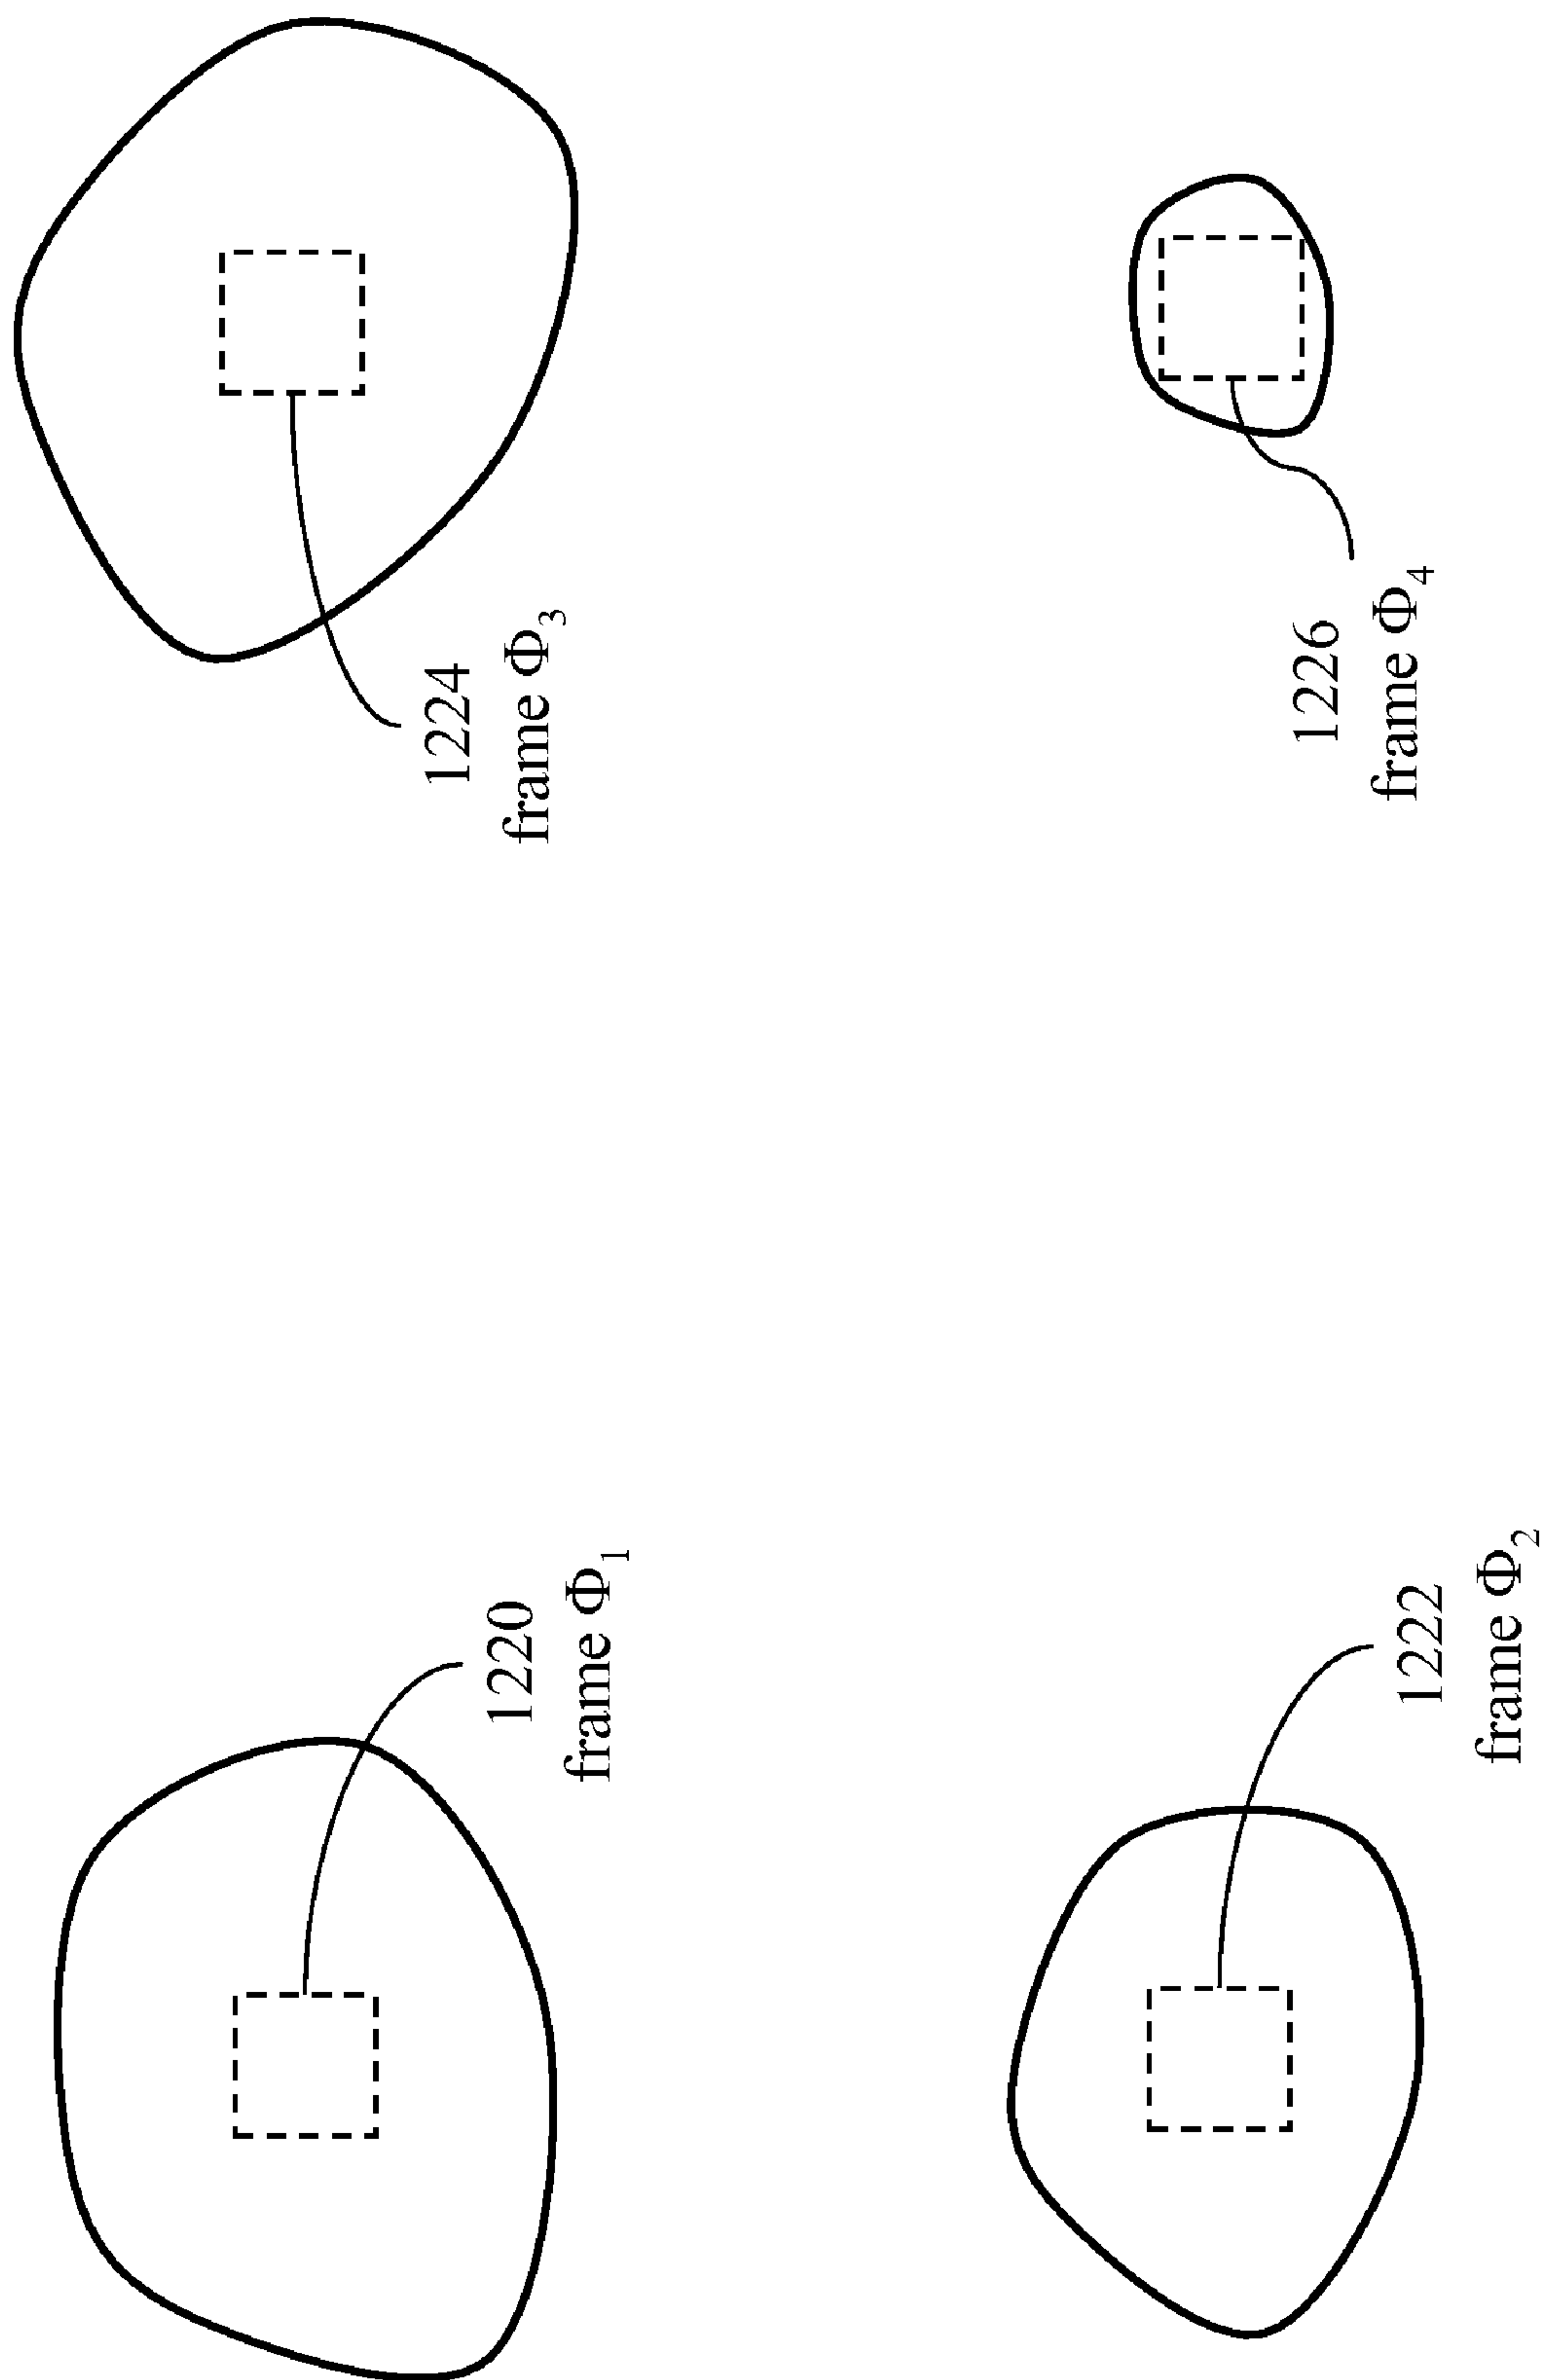 1220
frame Φ₁
1224
frame Φ₃
1222
frame Φ₂
1226
frame Φ₄